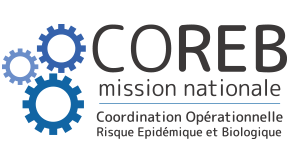 COREB
mission nationale
Coordination Opérationnelle
Risque Epidémique et Biologique